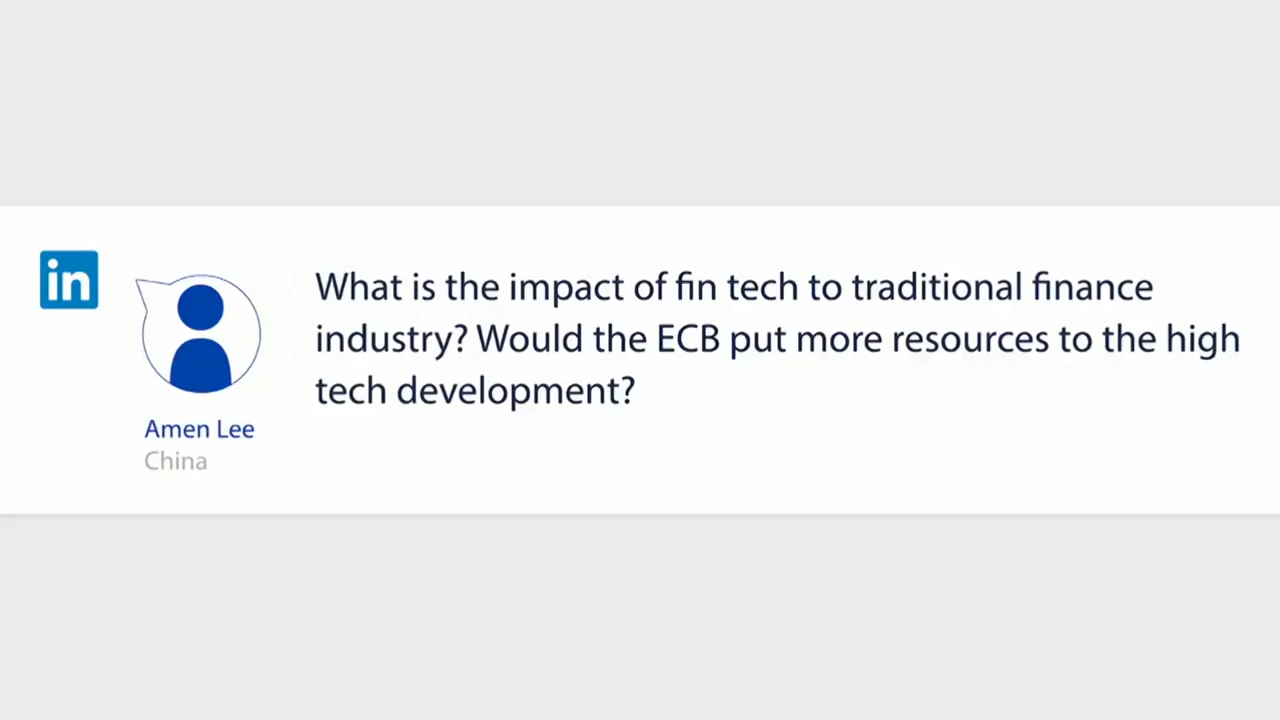 in
What is the impact of fin tech to traditional finance
industry? Would the ECB put more resources to the high
tech development?
Amen Lee
China